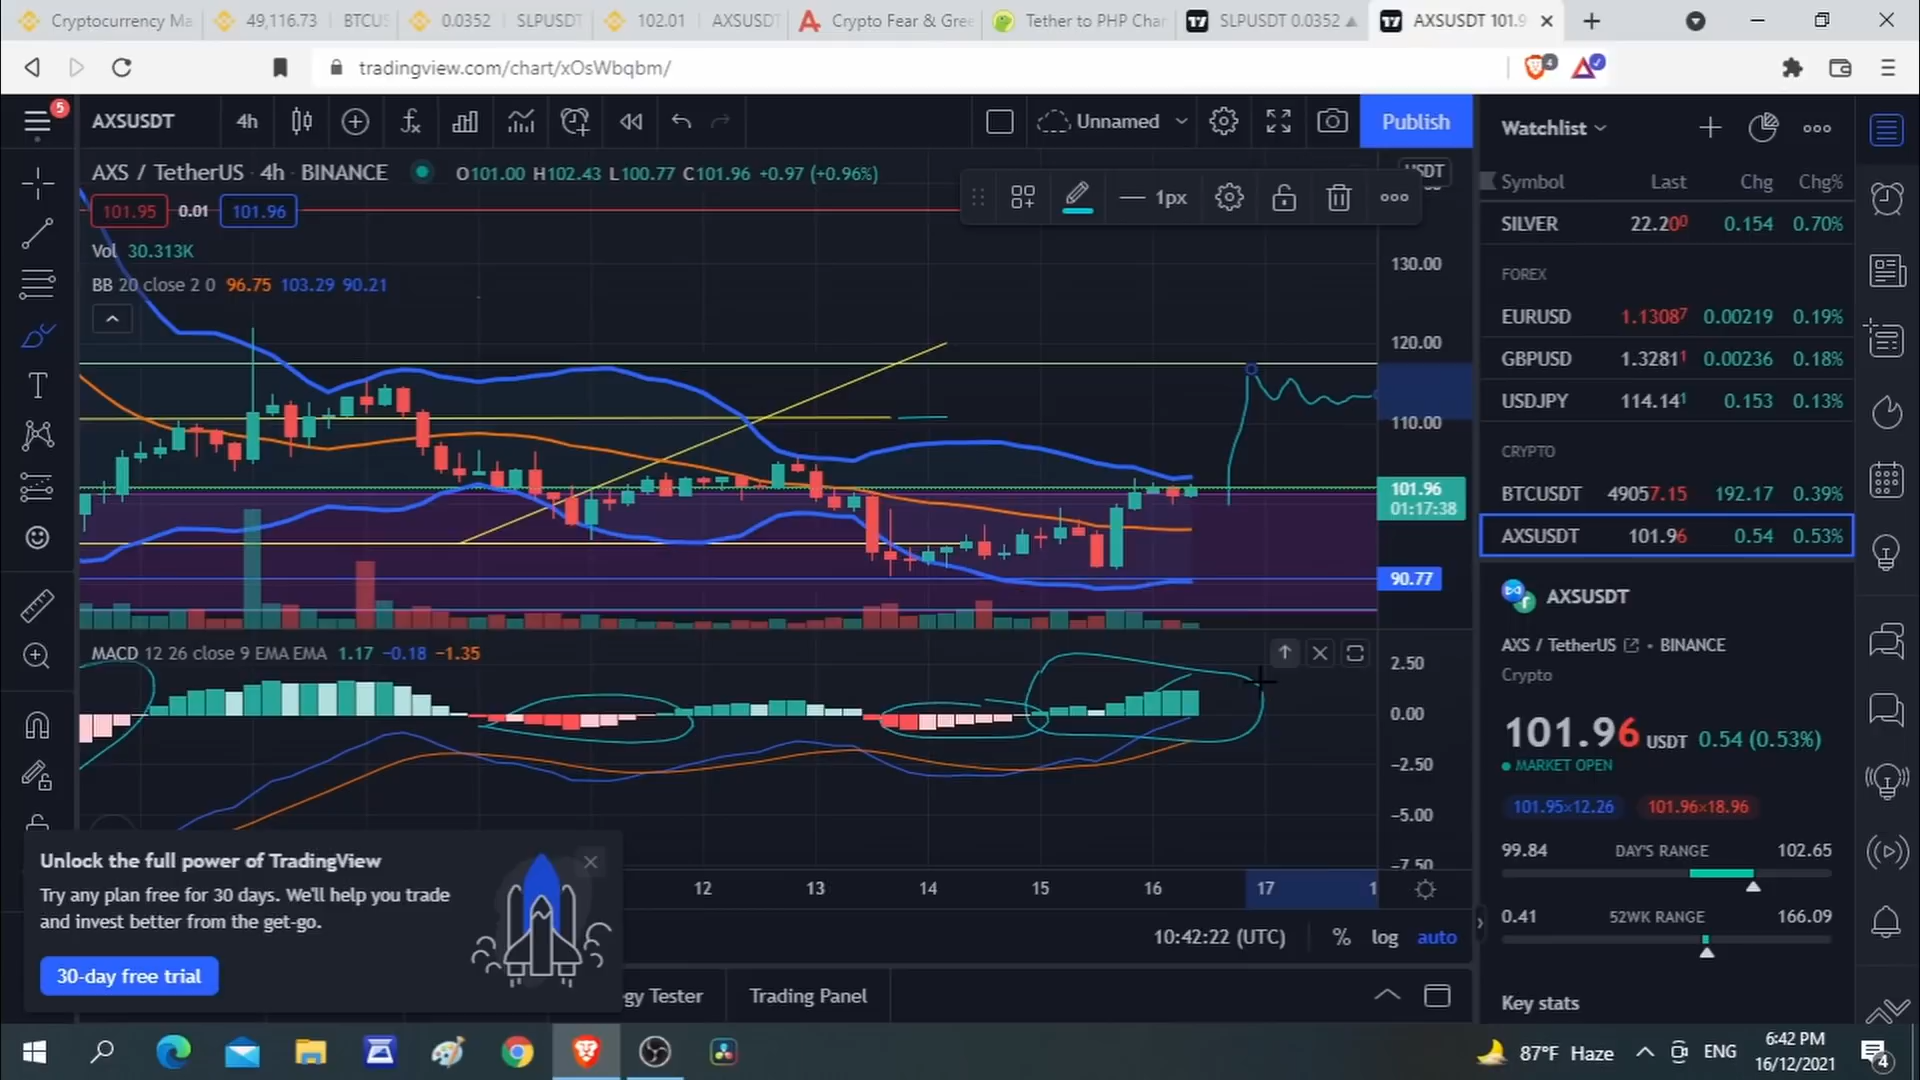 Cryptocurrency Ma
49,116.73 BTCUS
0.0352 SLPUSDT
102.01 AXSUSDT
Crypto Fear & Gre
Tether to PHP Char
SLPUSDT 0.0352
AXSUSDT 101.9
tradingview.com/chart/xOsWbqbm/
4
5
AXSUSDT 4h
Unnamed
Publish
AXS / TetherUS · 4h · BINANCE
O101.00 H102.43 L100.77 C101.96 +0.97 (+0.96%)
101.95 0.01 101.96
Vol 30.313K
BB 20 close 2 0 96.75 103.29 90.21
1px
USDT
130.00
120.00
110.00
101.96
01:17:38
90.77
MACD 12 26 close 9 EMA EMA 1.17 −0.18 −1.35
2.50
0.00
−2.50
−5.00
−7.50
12 13 14 15 16 17 1
10:42:22 (UTC) % log auto
gy Tester Trading Panel
Unlock the full power of TradingView
Try any plan free for 30 days. We'll help you trade
and invest better from the get-go.
30-day free trial
Watchlist
Symbol Last Chg Chg%
SILVER 22.200 0.154 0.70%
FOREX
EURUSD 1.13087 0.00219 0.19%
GBPUSD 1.32811 0.00236 0.18%
USDJPY 114.141 0.153 0.13%
CRYPTO
BTCUSDT 49057.15 192.17 0.39%
AXSUSDT 101.96 0.54 0.53%
AXSUSDT
AXS / TetherUS • BINANCE
Crypto
101.96 USDT 0.54 (0.53%)
MARKET OPEN
101.95×12.26 101.96×18.96
99.84 DAY'S RANGE 102.65
0.41 52WK RANGE 166.09
Key stats
87°F Haze
ENG
6:42 PM
16/12/2021
4